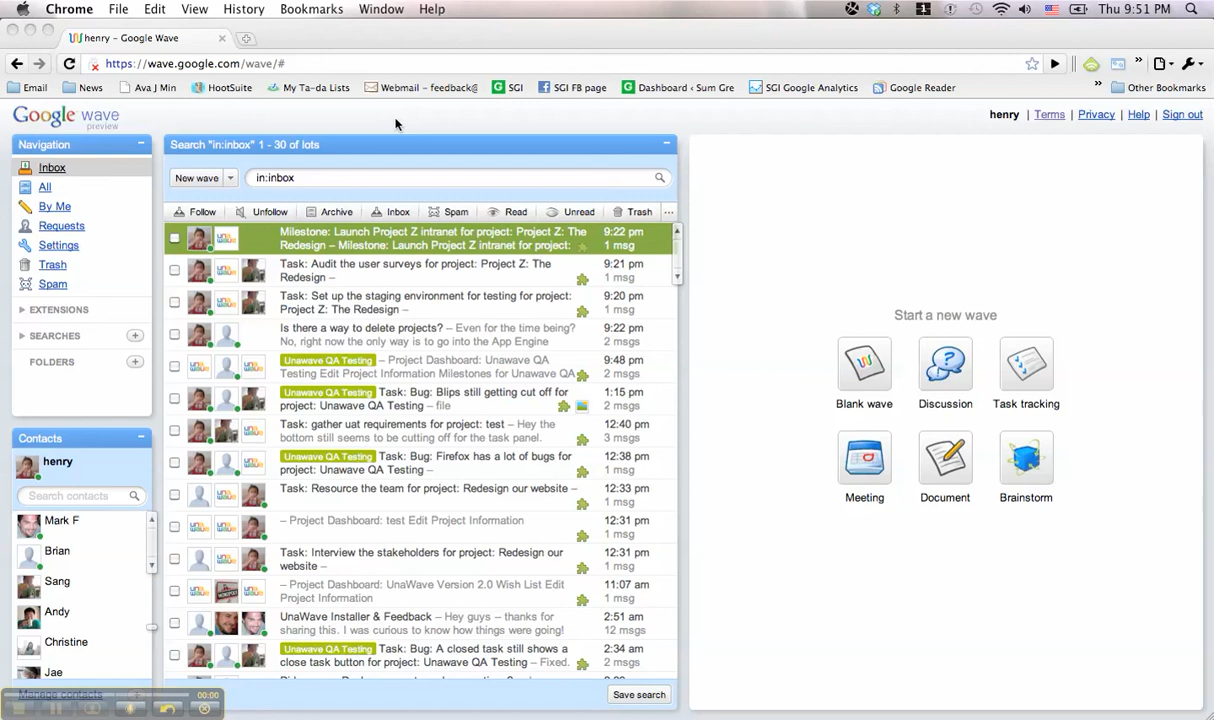 Chrome File Edit View History Bookmarks Window Help Thu 9:51 PM
henry – Google Wave
https://wave.google.com/wave/#
Email News Ava J Min HootSuite My Ta-da Lists Webmail – feedback@ SGI SGI FB page Dashboard ‹ Sum Gre SGI Google Analytics Google Reader » Other Bookmarks
Google wave
preview
henry | Terms | Privacy | Help | Sign out
Navigation
Inbox
All
By Me
Requests
Settings
Trash
Spam
EXTENSIONS
SEARCHES
FOLDERS
Contacts
henry
Search contacts
Mark F
Brian
Sang
Andy
Christine
Jae
Manage contacts
00:00
Search "in:inbox" 1 - 30 of lots
New wave in:inbox
Follow Unfollow Archive Inbox Spam Read Unread Trash ...
Milestone: Launch Project Z intranet for project: Project Z: The 9:22 pm
Redesign – Milestone: Launch Project Z intranet for project: 1 msg
Task: Audit the user surveys for project: Project Z: The 9:21 pm
Redesign – 1 msg
Task: Set up the staging environment for testing for project: 9:20 pm
Project Z: The Redesign – 1 msg
Is there a way to delete projects? – Even for the time being? 9:22 pm
No, right now the only way is to go into the App Engine 2 msgs
Unawave QA Testing – Project Dashboard: Unawave QA 9:48 pm
Testing Edit Project Information Milestones for Unawave QA 2 msgs
Unawave QA Testing Task: Bug: Blips still getting cut off for 1:15 pm
project: Unawave QA Testing – file 2 msgs
Task: gather uat requirements for project: test – Hey the 12:40 pm
bottom still seems to be cutting off for the task panel. 3 msgs
Unawave QA Testing Task: Bug: Firefox has a lot of bugs for 12:38 pm
project: Unawave QA Testing – 1 msg
Task: Resource the team for project: Redesign our website – 12:33 pm
1 msg
– Project Dashboard: test Edit Project Information 12:31 pm
1 msg
Task: Interview the stakeholders for project: Redesign our 12:31 pm
website – 1 msg
– Project Dashboard: UnaWave Version 2.0 Wish List Edit 11:07 am
Project Information 1 msg
UnaWave Installer & Feedback – Hey guys – thanks for 2:51 am
sharing this. I was curious to know how things were going! 12 msgs
Unawave QA Testing Task: Bug: A closed task still shows a 2:34 am
close task button for project: Unawave QA Testing – Fixed. 2 msgs
Save search
Start a new wave
Blank wave Discussion Task tracking
Meeting Document Brainstorm